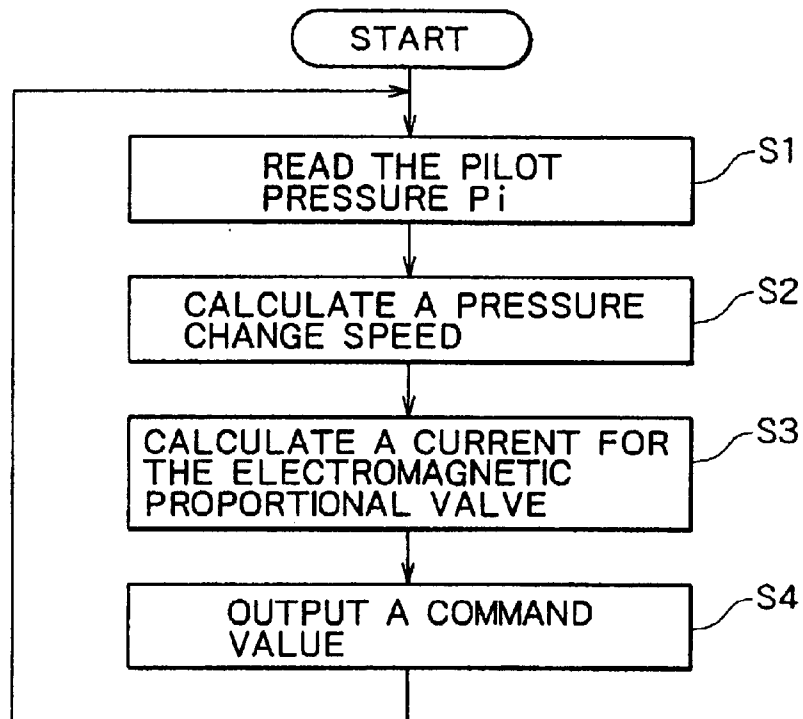 START
READ THE PILOT
PRESSURE Pi
S1
CALCULATE A PRESSURE
CHANGE SPEED
S2
CALCULATE A CURRENT FOR
THE ELECTROMAGNETIC
PROPORTIONAL VALVE
S3
OUTPUT A COMMAND
VALUE
S4